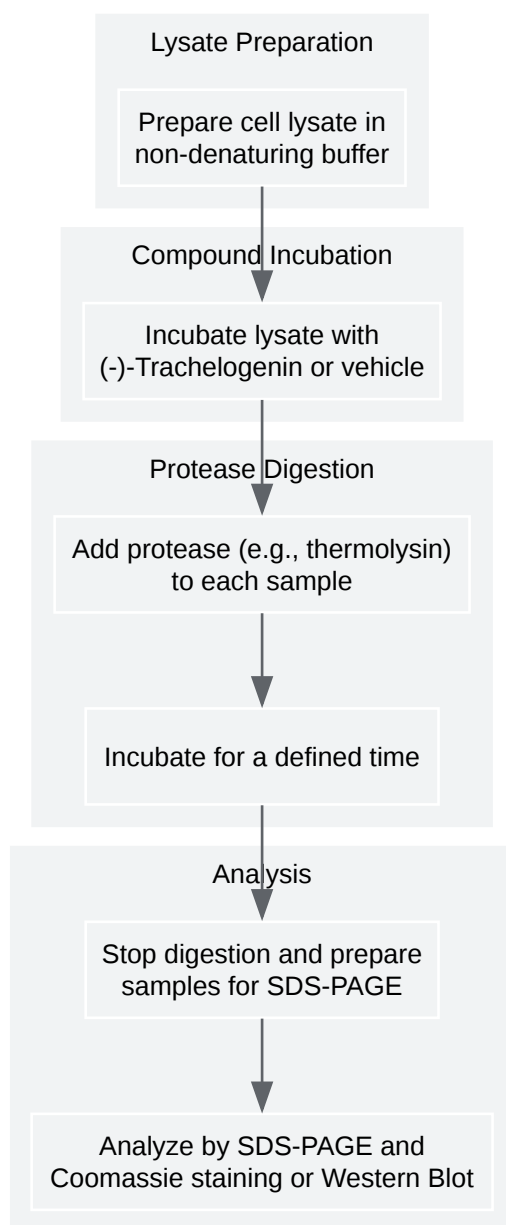 Lysate Preparation
Prepare cell lysate in
non-denaturing buffer
Compound Incubation
Incubate lysate with
(-)-Trachelogenin or vehicle
Protease Digestion
Add protease (e.g., thermolysin)
to each sample
Incubate for a defined time
Analysis
Stop digestion and prepare
samples for SDS-PAGE
Analyze by SDS-PAGE and
Coomassie staining or Western Blot